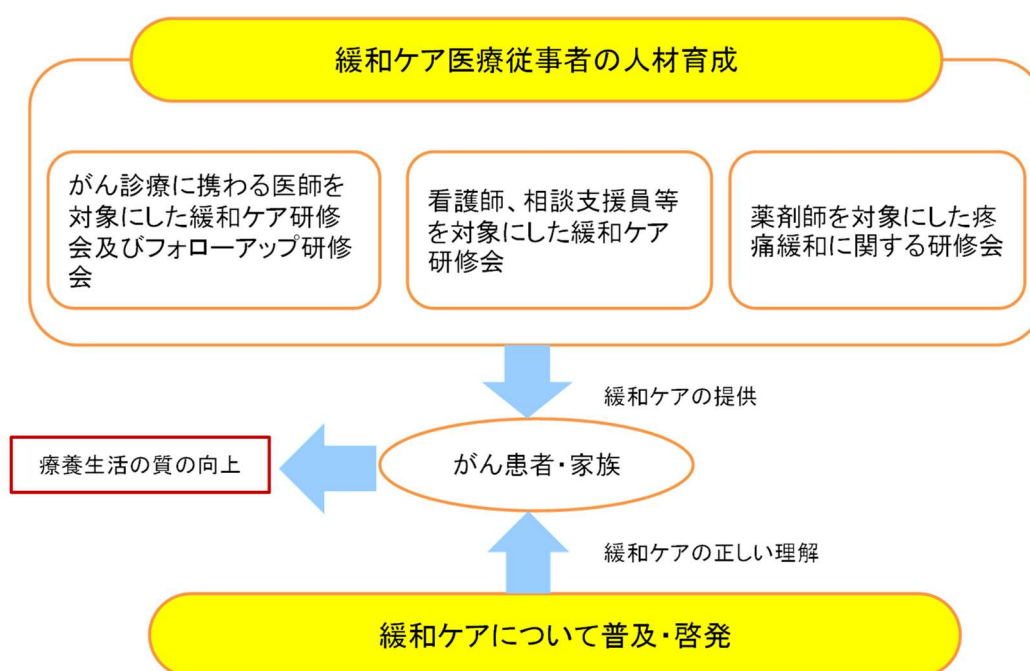 緩和ケア医療従事者の人材育成
がん診療に携わる医師を
対象にした緩和ケア研修
会及びフォローアップ研修
会
看護師、相談支援員等
を対象にした緩和ケア
研修会
薬剤師を対象にした疼
痛緩和に関する研修会
緩和ケアの提供
療養生活の質の向上
がん患者・家族
緩和ケアの正しい理解
緩和ケアについて普及・啓発